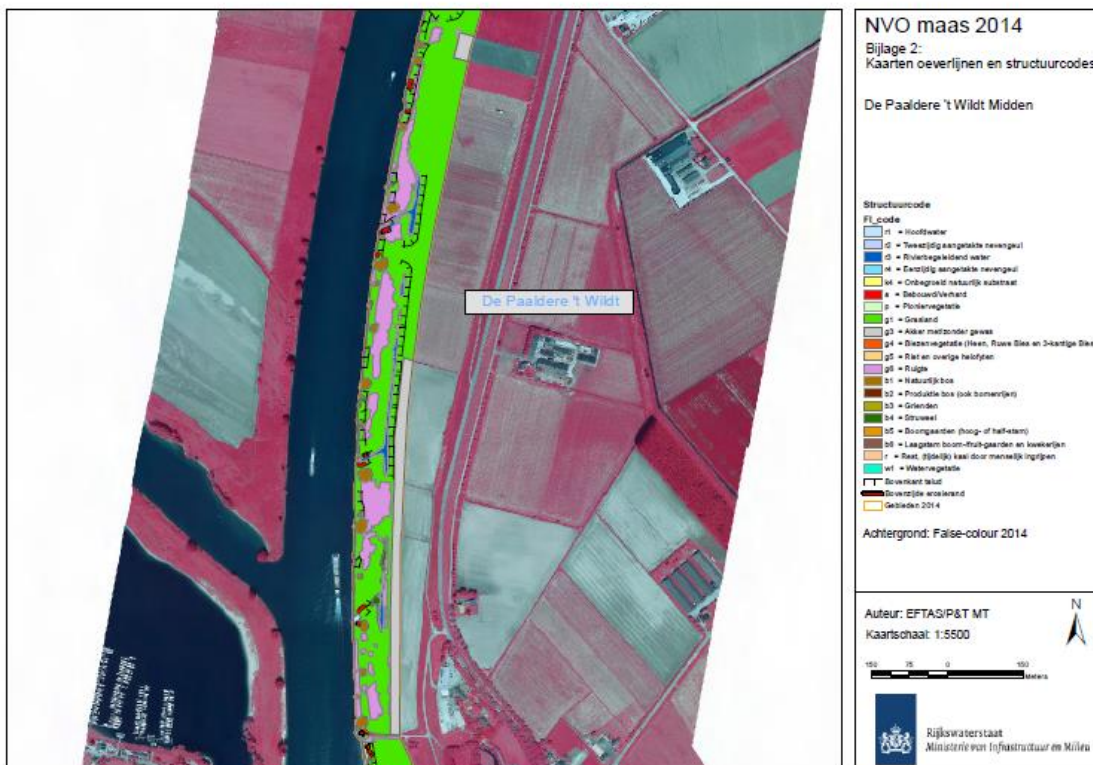 De Paaldere 't Wildt
NVO maas 2014
Bijlage 2:
Kaarten oeverlijnen en structuurcodes
De Paaldere 't Wildt Midden
Structuurcode
FI_code
r1 = Hoofdwater
r2 = Tweezijdig aangetakte nevengeul
r3 = Rivierbegeleidend water
r4 = Eenzijdig aangetakte nevengeul
k4 = Onbegroeid natuurlijk substraat
a = Bebouwd/Verhard
p = Pioniervegetatie
g1 = Grasland
g3 = Akker met/zonder gewas
g4 = Biezenvegetatie (Heen, Ruwe Bies en 3-kantige Bies
g5 = Riet en overige helofyten
g6 = Ruigte
b1 = Natuurlijk bos
b2 = Produktie bos (ook bomenrijen)
b3 = Grienden
b4 = Struweel
b5 = Boomgaarden (hoog- of half-stam)
b6 = Laagstam boom-/fruit-gaarden en kwekerijen
r = Rest, (tijdelijk) kaal door menselijk ingrijpen
w1 = Watervegetatie
Bovenkant talud
Bovenzijde erosierand
Gebieden 2014
Achtergrond: False-colour 2014
Auteur: EFTAS/P&T MT
Kaartschaal: 1:5500
N
150 75 0 150
Meters
Rijkswaterstaat
Ministerie van Infrastructuur en Milieu